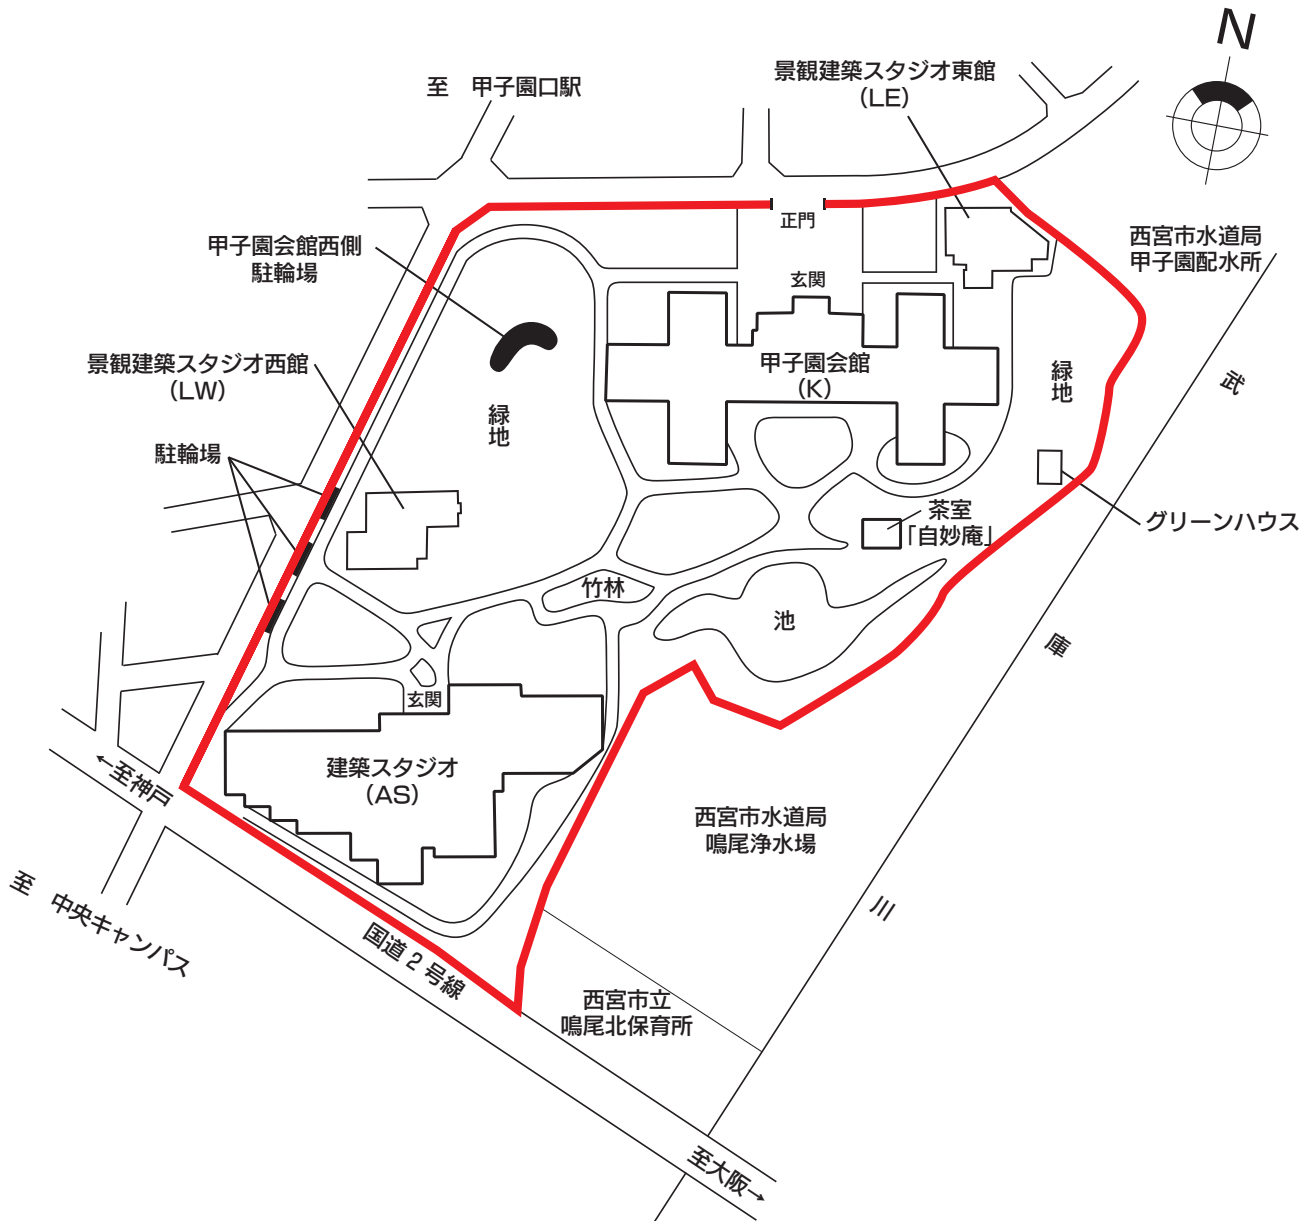 N
景観建築スタジオ東館
(LE)
至　甲子園口駅
正門
西宮市水道局
甲子園配水所
甲子園会館西側
駐輪場
玄関
景観建築スタジオ西館
(LW)
甲子園会館
(K)
緑地
武
緑地
駐輪場
茶室
「自妙庵」
グリーンハウス
竹林
池
庫
玄関
建築スタジオ
(AS)
←至神戸
西宮市水道局
鳴尾浄水場
至　中央キャンパス
川
国道2号線
西宮市立
鳴尾北保育所
至大阪→